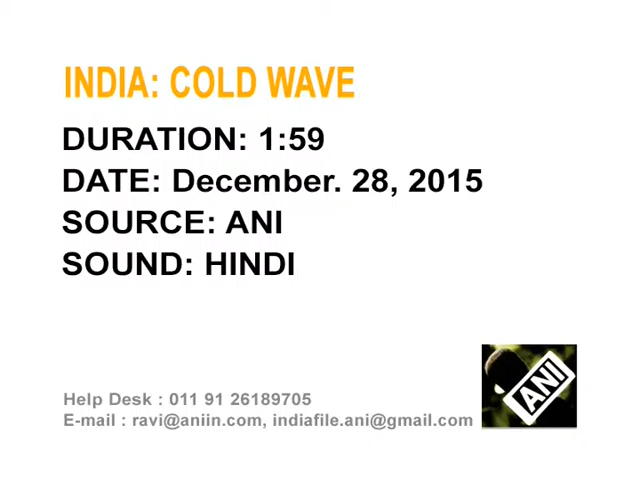 INDIA: COLD WAVE
DURATION: 1:59
DATE: December. 28, 2015
SOURCE: ANI
SOUND: HINDI
Help Desk : 011 91 26189705
E-mail : ravi@aniin.com, indiafile.ani@gmail.com
ANI